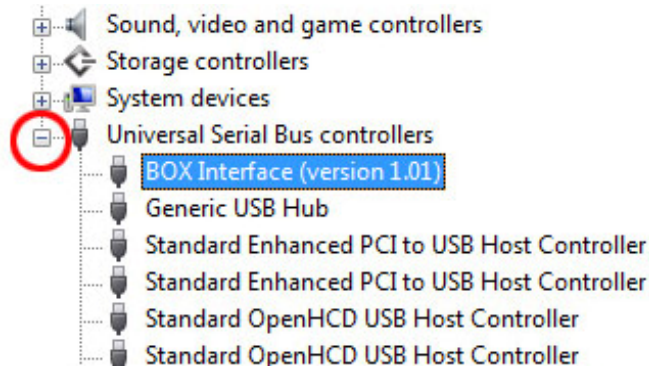 Sound, video and game controllers
Storage controllers
System devices
Universal Serial Bus controllers
BOX Interface (version 1.01)
Generic USB Hub
Standard Enhanced PCI to USB Host Controller
Standard Enhanced PCI to USB Host Controller
Standard OpenHCD USB Host Controller
Standard OpenHCD USB Host Controller